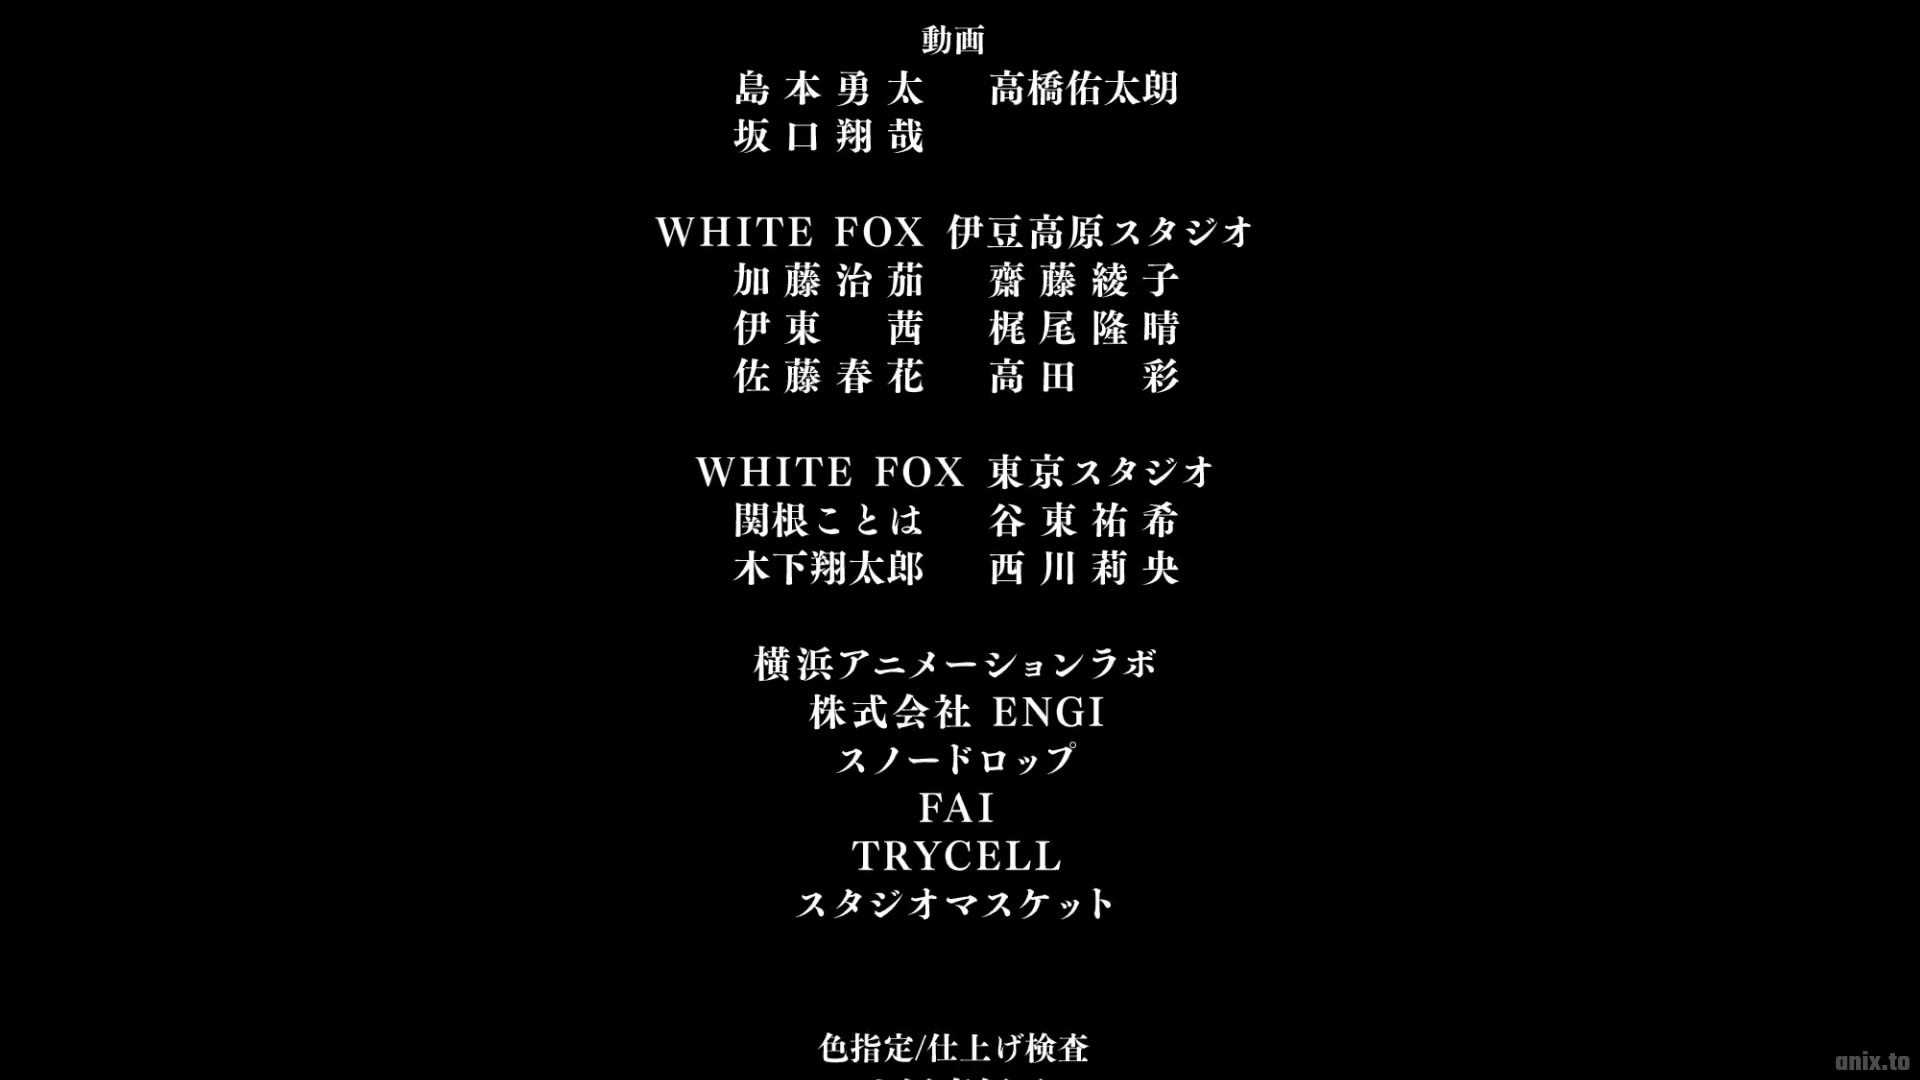 動画
島本勇太 高橋佑太朗
坂口翔哉
WHITE FOX 伊豆高原スタジオ
加藤治茄 齋藤綾子
伊東 茜 梶尾隆晴
佐藤春花 高田 彩
WHITE FOX 東京スタジオ
関根ことは 谷東祐希
木下翔太郎 西川莉央
横浜アニメーションラボ
株式会社 ENGI
スノードロップ
FAI
TRYCELL
スタジオマスケット
色指定/仕上げ検査
anix.to